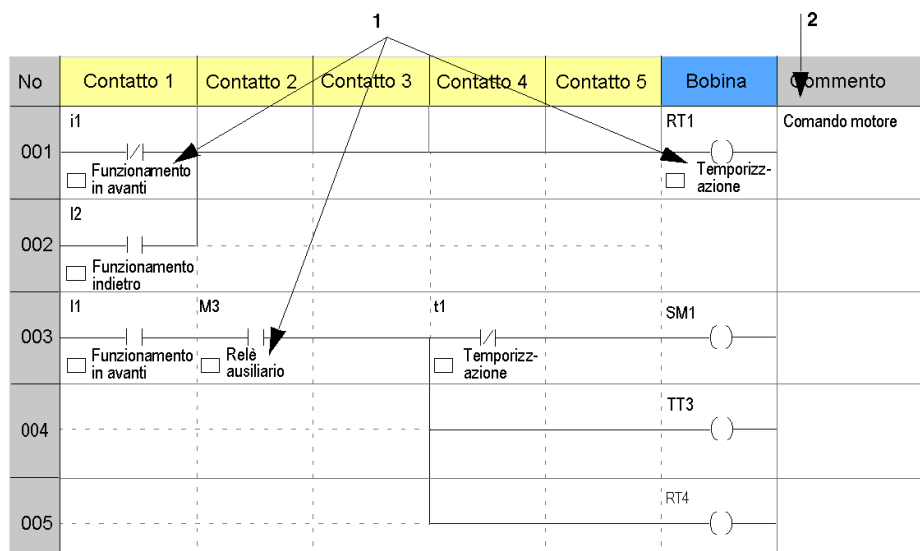 1
2
No Contatto 1 Contatto 2 Contatto 3 Contatto 4 Contatto 5 Bobina Commento
i1 RT1 Comando motore
001
Funzionamento Temporizz-
in avanti azione
I2
002
Funzionamento
indietro
I1 M3 t1 SM1
003
Funzionamento Relè Temporizz-
in avanti ausiliario azione
TT3
004
RT4
005